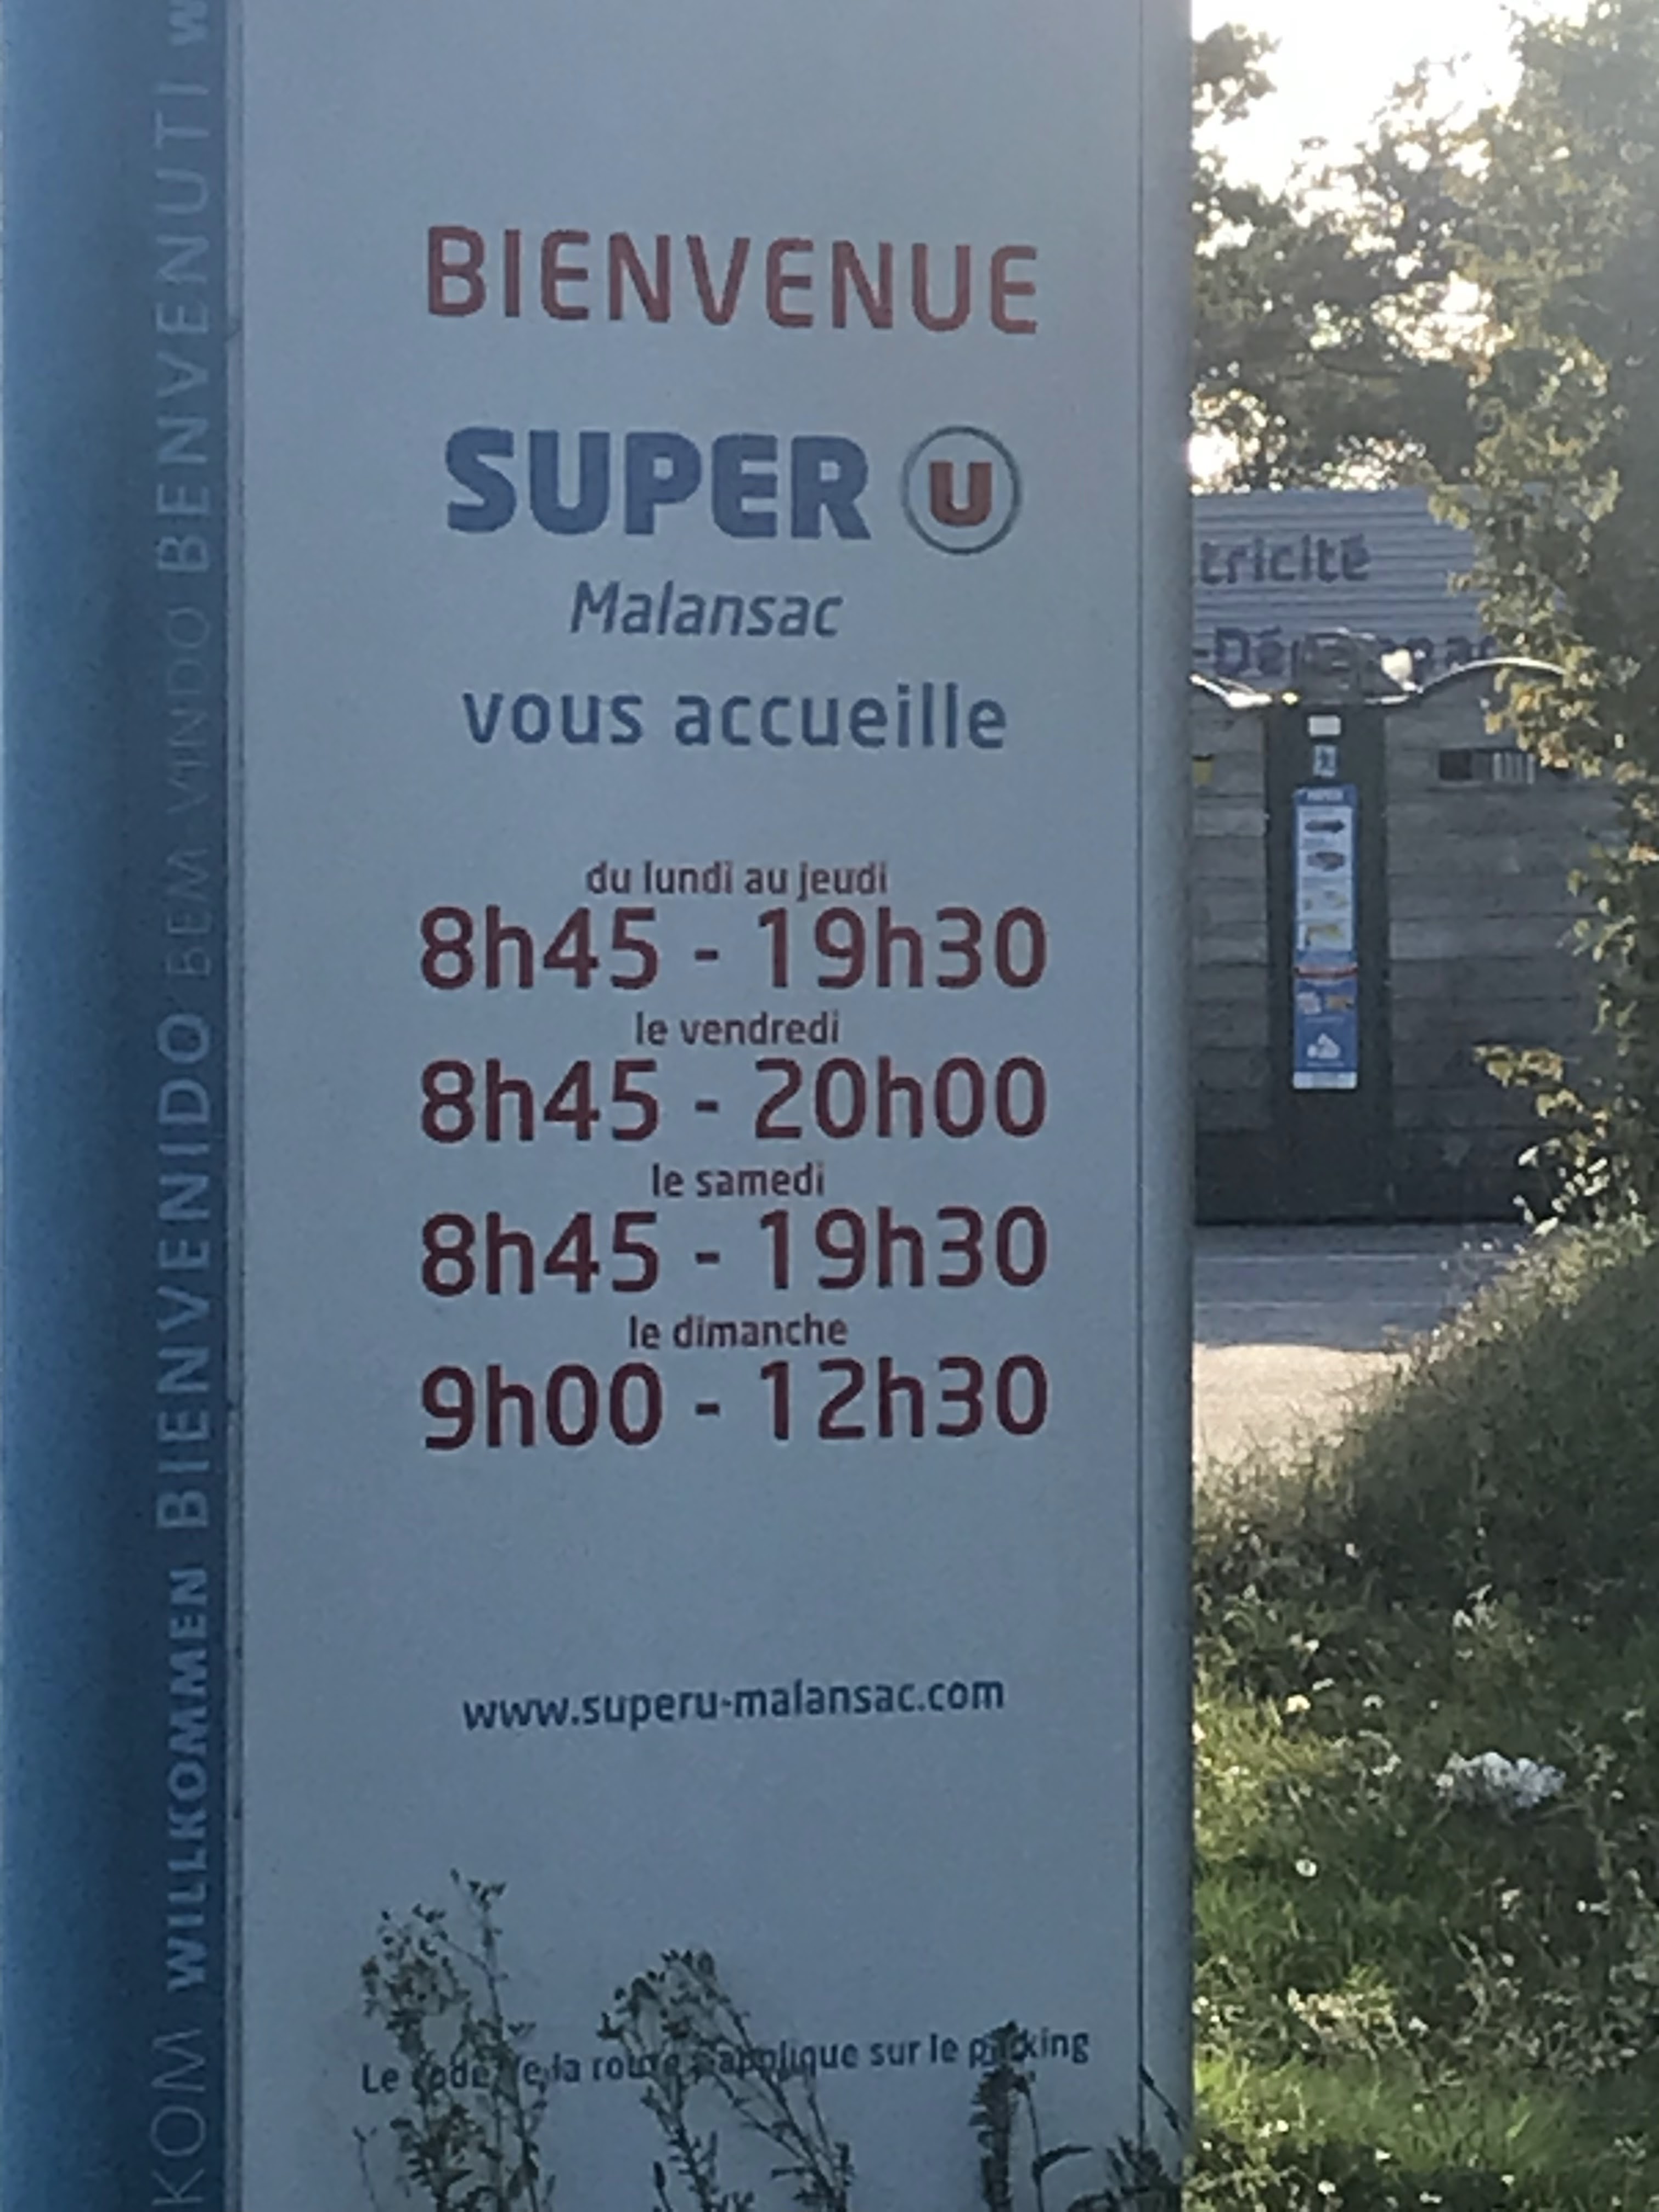 BIENVENUE
SUPER U
Malansac
vous accueille
du lundi au jeudi
8h45 - 19h30
le vendredi
8h45 - 20h00
le samedi
8h45 - 19h30
le dimanche
9h00 - 12h30
www.superu-malansac.com
Le code de la route s'applique sur le parking
KOM WILLKOMMEN BIENVENIDO BEM VINDO BENVENUTI W
tricité